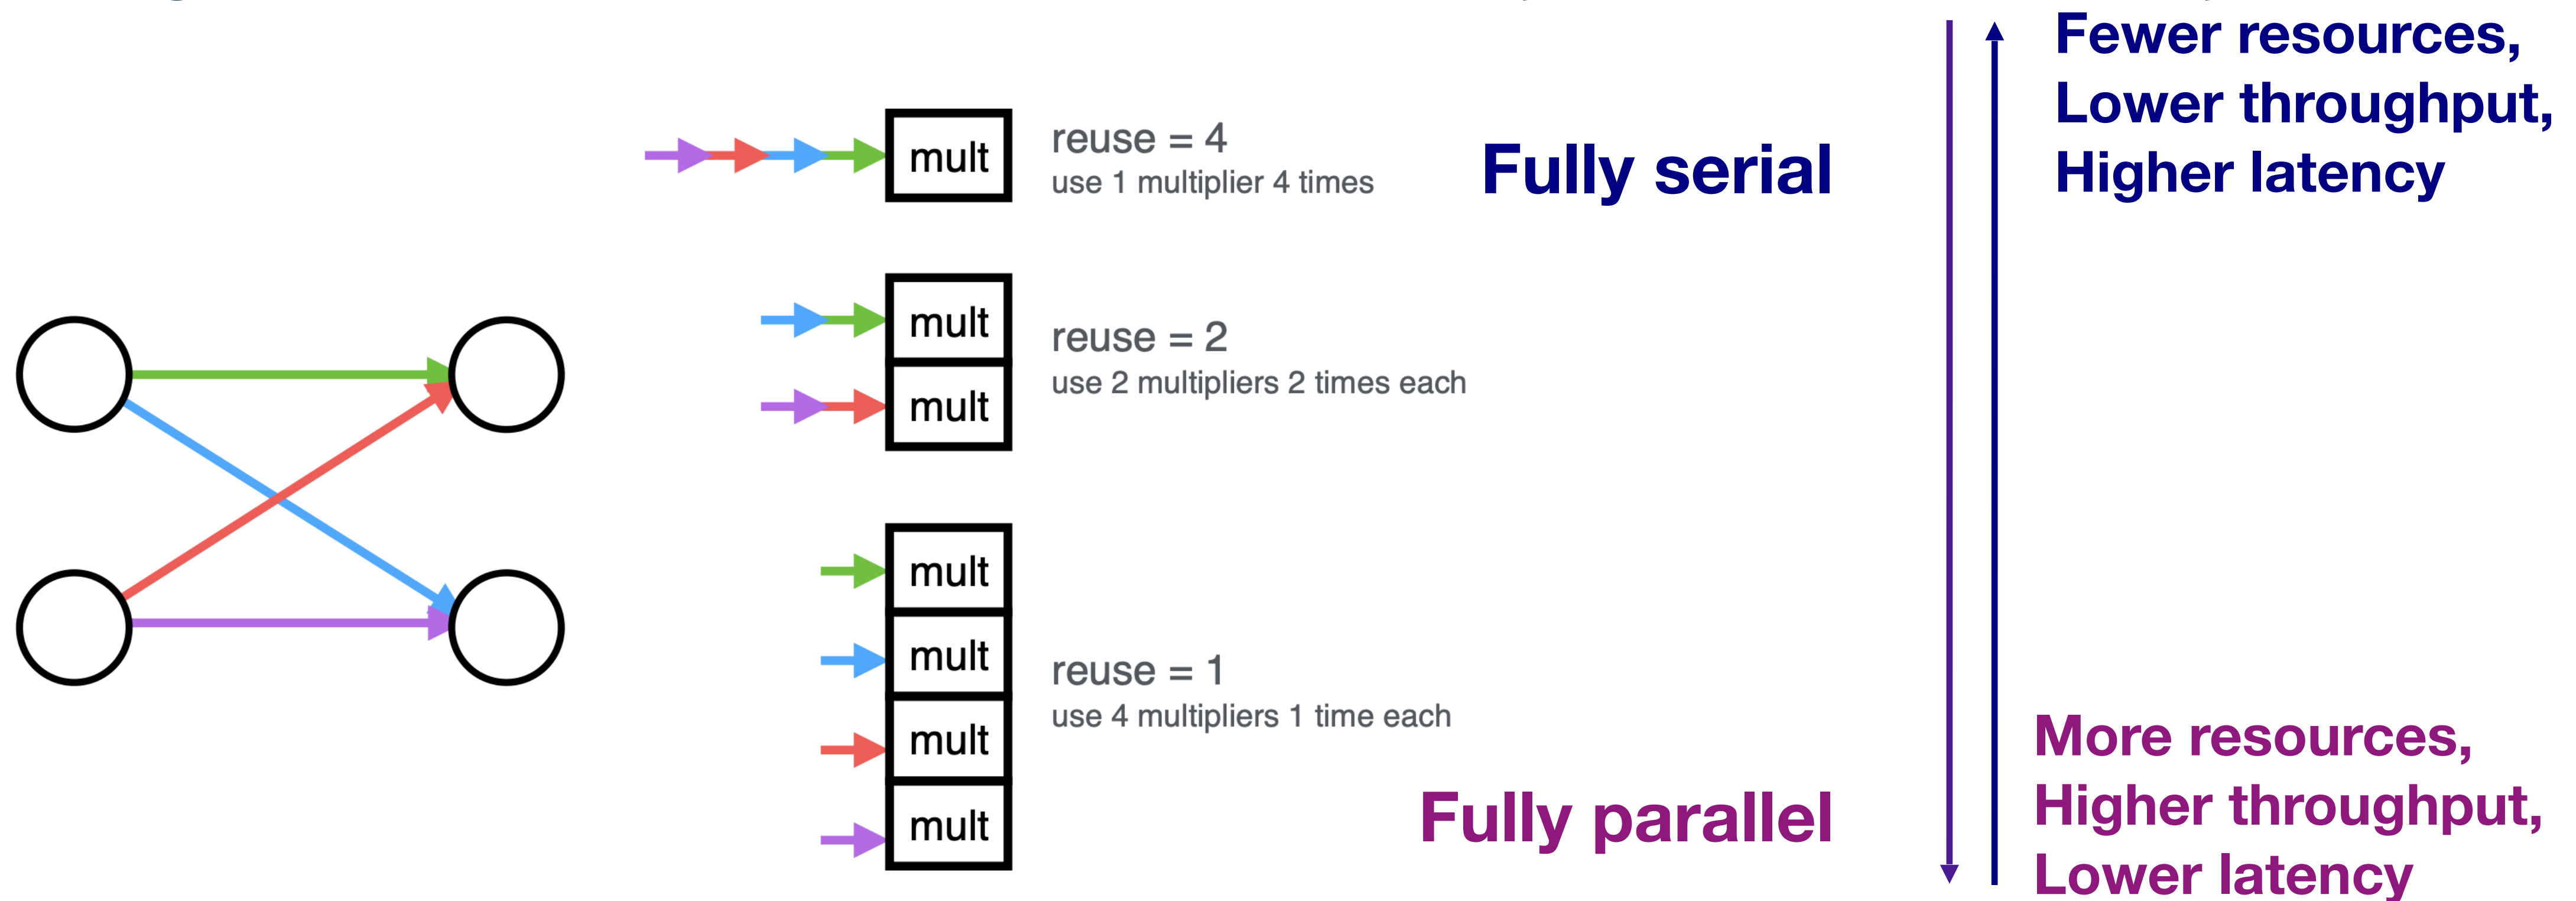 Fewer resources,
Lower throughput,
Higher latency
mult
reuse = 4
use 1 multiplier 4 times
Fully serial
mult
mult
reuse = 2
use 2 multipliers 2 times each
mult
mult
mult
mult
reuse = 1
use 4 multipliers 1 time each
Fully parallel
More resources,
Higher throughput,
Lower latency